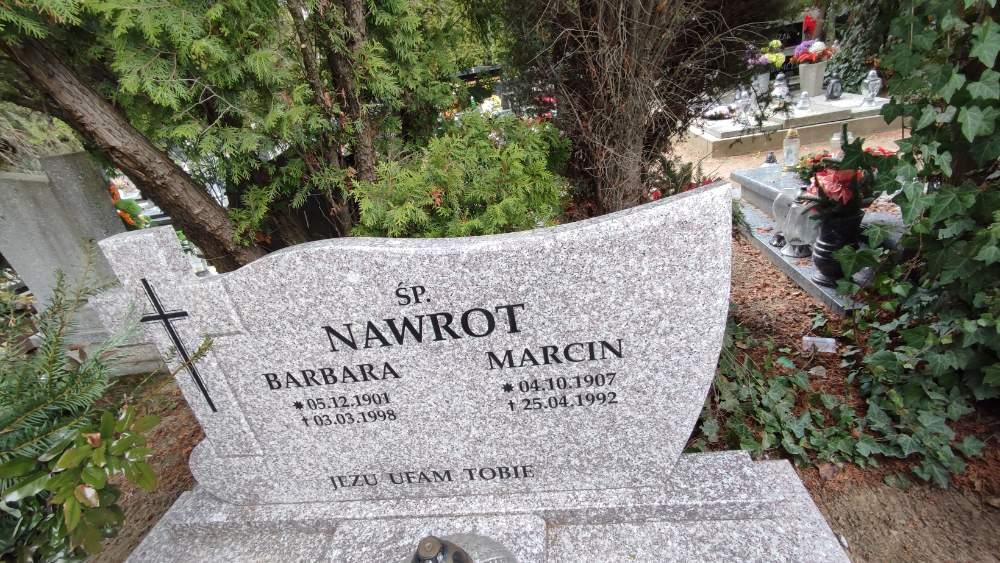 ŚP.
NAWROT
BARBARA
* 05.12.1901
† 03.03.1998
MARCIN
* 04.10.1907
† 25.04.1992
JEZU UFAM TOBIE